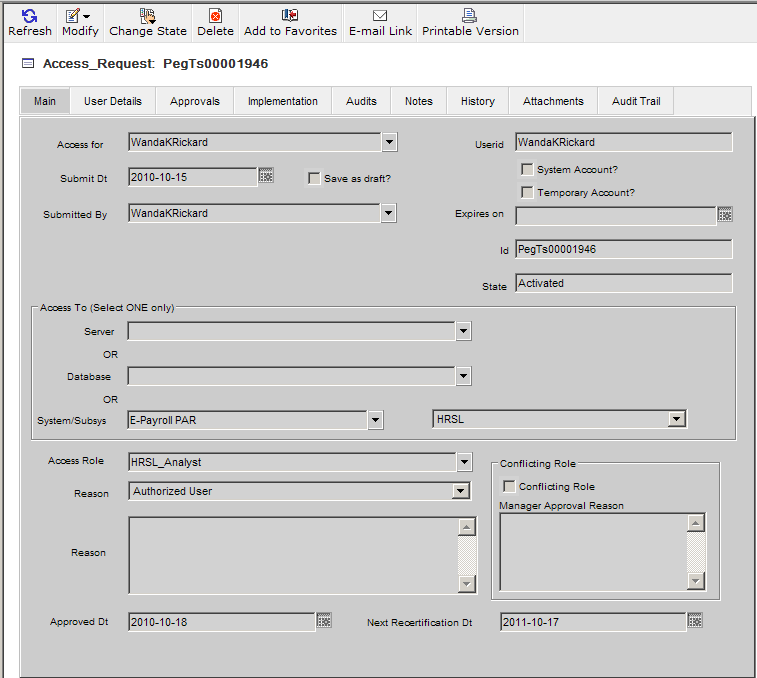 Refresh Modify Change State Delete Add to Favorites E-mail Link Printable Version
Access_Request: PegTs00001946
Main User Details Approvals Implementation Audits Notes History Attachments Audit Trail
Access for WandaKRickard Userid WandaKRickard
System Account?
Submit Dt 2010-10-15 Save as draft?
Temporary Account?
Submitted By WandaKRickard Expires on
Id PegTs00001946
State Activated
Access To (Select ONE only)
Server
OR
Database
OR
System/Subsys E-Payroll PAR HRSL
Access Role HRSL_Analyst Conflicting Role
Reason Authorized User Conflicting Role
Manager Approval Reason
Reason
Approved Dt 2010-10-18 Next Recertification Dt 2011-10-17